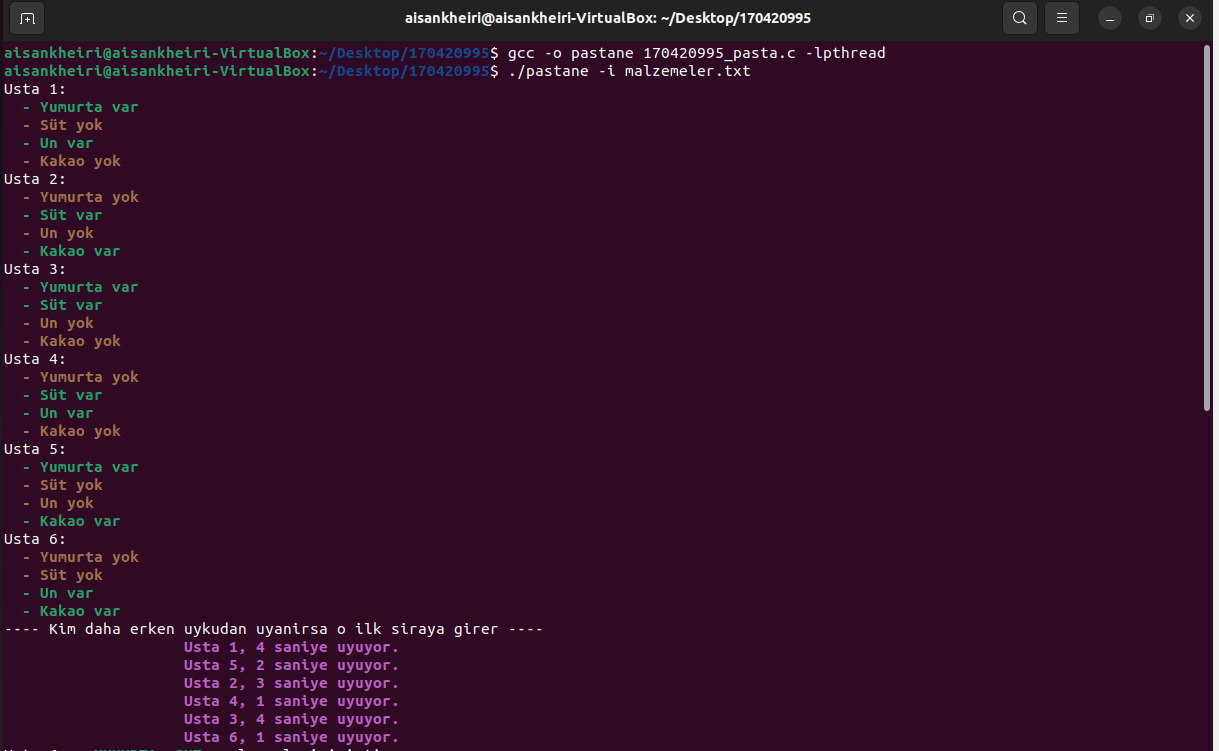 aisankheiri@aisankheiri-VirtualBox: ~/Desktop/170420995
aisankheiri@aisankheiri-VirtualBox:~/Desktop/170420995$ gcc -o pastane 170420995_pasta.c -lpthread
aisankheiri@aisankheiri-VirtualBox:~/Desktop/170420995$ ./pastane -i malzemeler.txt
Usta 1:
- Yumurta var
- Süt yok
- Un var
- Kakao yok
Usta 2:
- Yumurta yok
- Süt var
- Un yok
- Kakao var
Usta 3:
- Yumurta var
- Süt var
- Un yok
- Kakao yok
Usta 4:
- Yumurta yok
- Süt var
- Un var
- Kakao yok
Usta 5:
- Yumurta var
- Süt yok
- Un yok
- Kakao var
Usta 6:
- Yumurta yok
- Süt yok
- Un var
- Kakao var
---- Kim daha erken uykudan uyanirsa o ilk siraya girer ----
Usta 1, 4 saniye uyuyor.
Usta 5, 2 saniye uyuyor.
Usta 2, 3 saniye uyuyor.
Usta 4, 1 saniye uyuyor.
Usta 3, 4 saniye uyuyor.
Usta 6, 1 saniye uyuyor.